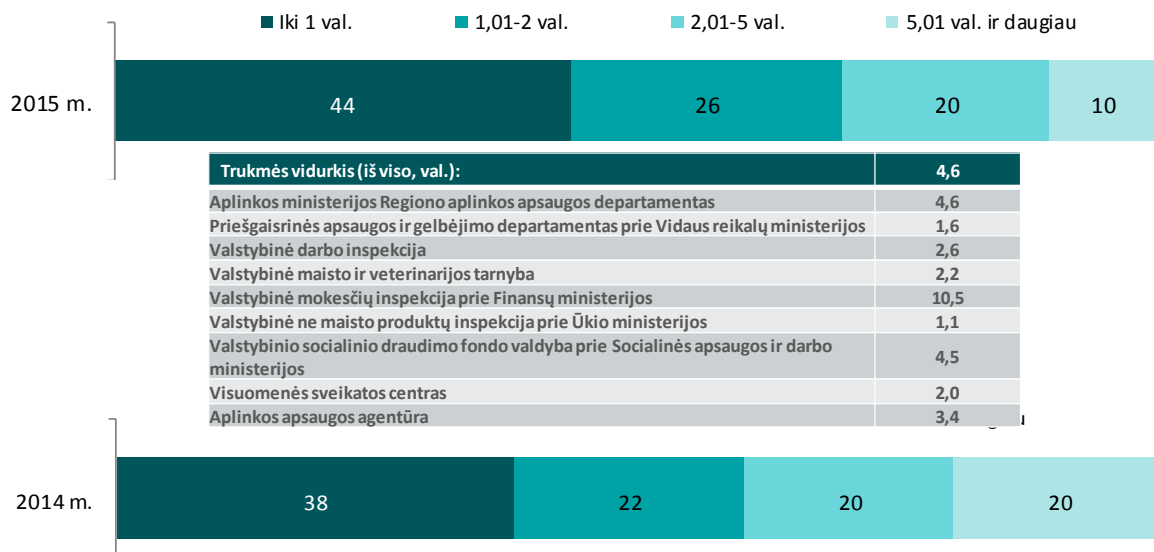 Iki 1 val. 1,01-2 val. 2,01-5 val. 5,01 val. ir daugiau
2015 m. 44 26 20 10
Trukmės vidurkis (iš viso, val.): 4,6
Aplinkos ministerijos Regiono aplinkos apsaugos departamentas 4,6
Priešgaisrinės apsaugos ir gelbėjimo departamentas prie Vidaus reikalų ministerijos 1,6
Valstybinė darbo inspekcija 2,6
Valstybinė maisto ir veterinarijos tarnyba 2,2
Valstybinė mokesčių inspekcija prie Finansų ministerijos 10,5
Valstybinė ne maisto produktų inspekcija prie Ūkio ministerijos 1,1
Valstybinio socialinio draudimo fondo valdyba prie Socialinės apsaugos ir darbo
ministerijos 4,5
Visuomenės sveikatos centras 2,0
Aplinkos apsaugos agentūra 3,4
2014 m. 38 22 20 20